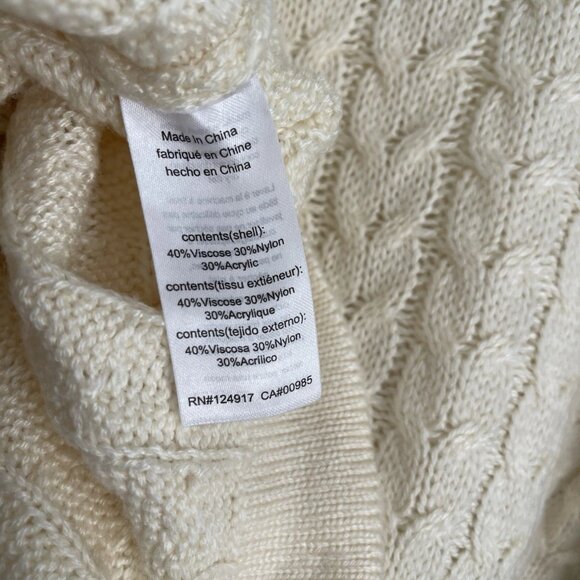 Made in China
fabriqué en Chine
hecho en China
contents(shell):
40%Viscose 30%Nylon
30%Acrylic
contents(tissu extiéneur):
40%Viscose 30%Nylon
30%Acrylique
contents(tejido externo):
40%Viscosa 30%Nylon
30%Acrilico
RN#124917 CA#00985